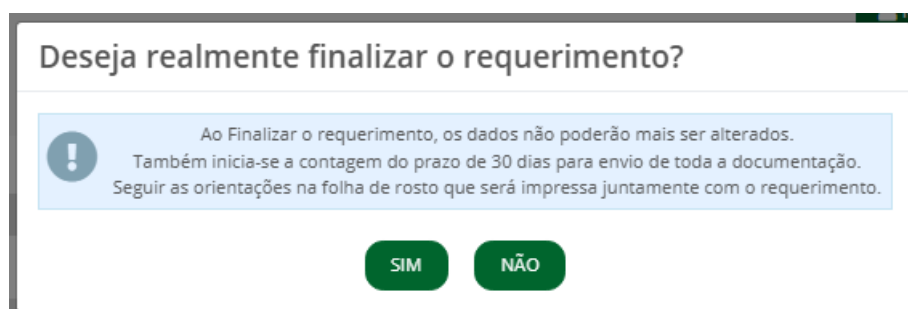 Deseja realmente finalizar o requerimento?
Ao Finalizar o requerimento, os dados não poderão mais ser alterados.
Também inicia-se a contagem do prazo de 30 dias para envio de toda a documentação.
Seguir as orientações na folha de rosto que será impressa juntamente com o requerimento.
SIM
NÃO